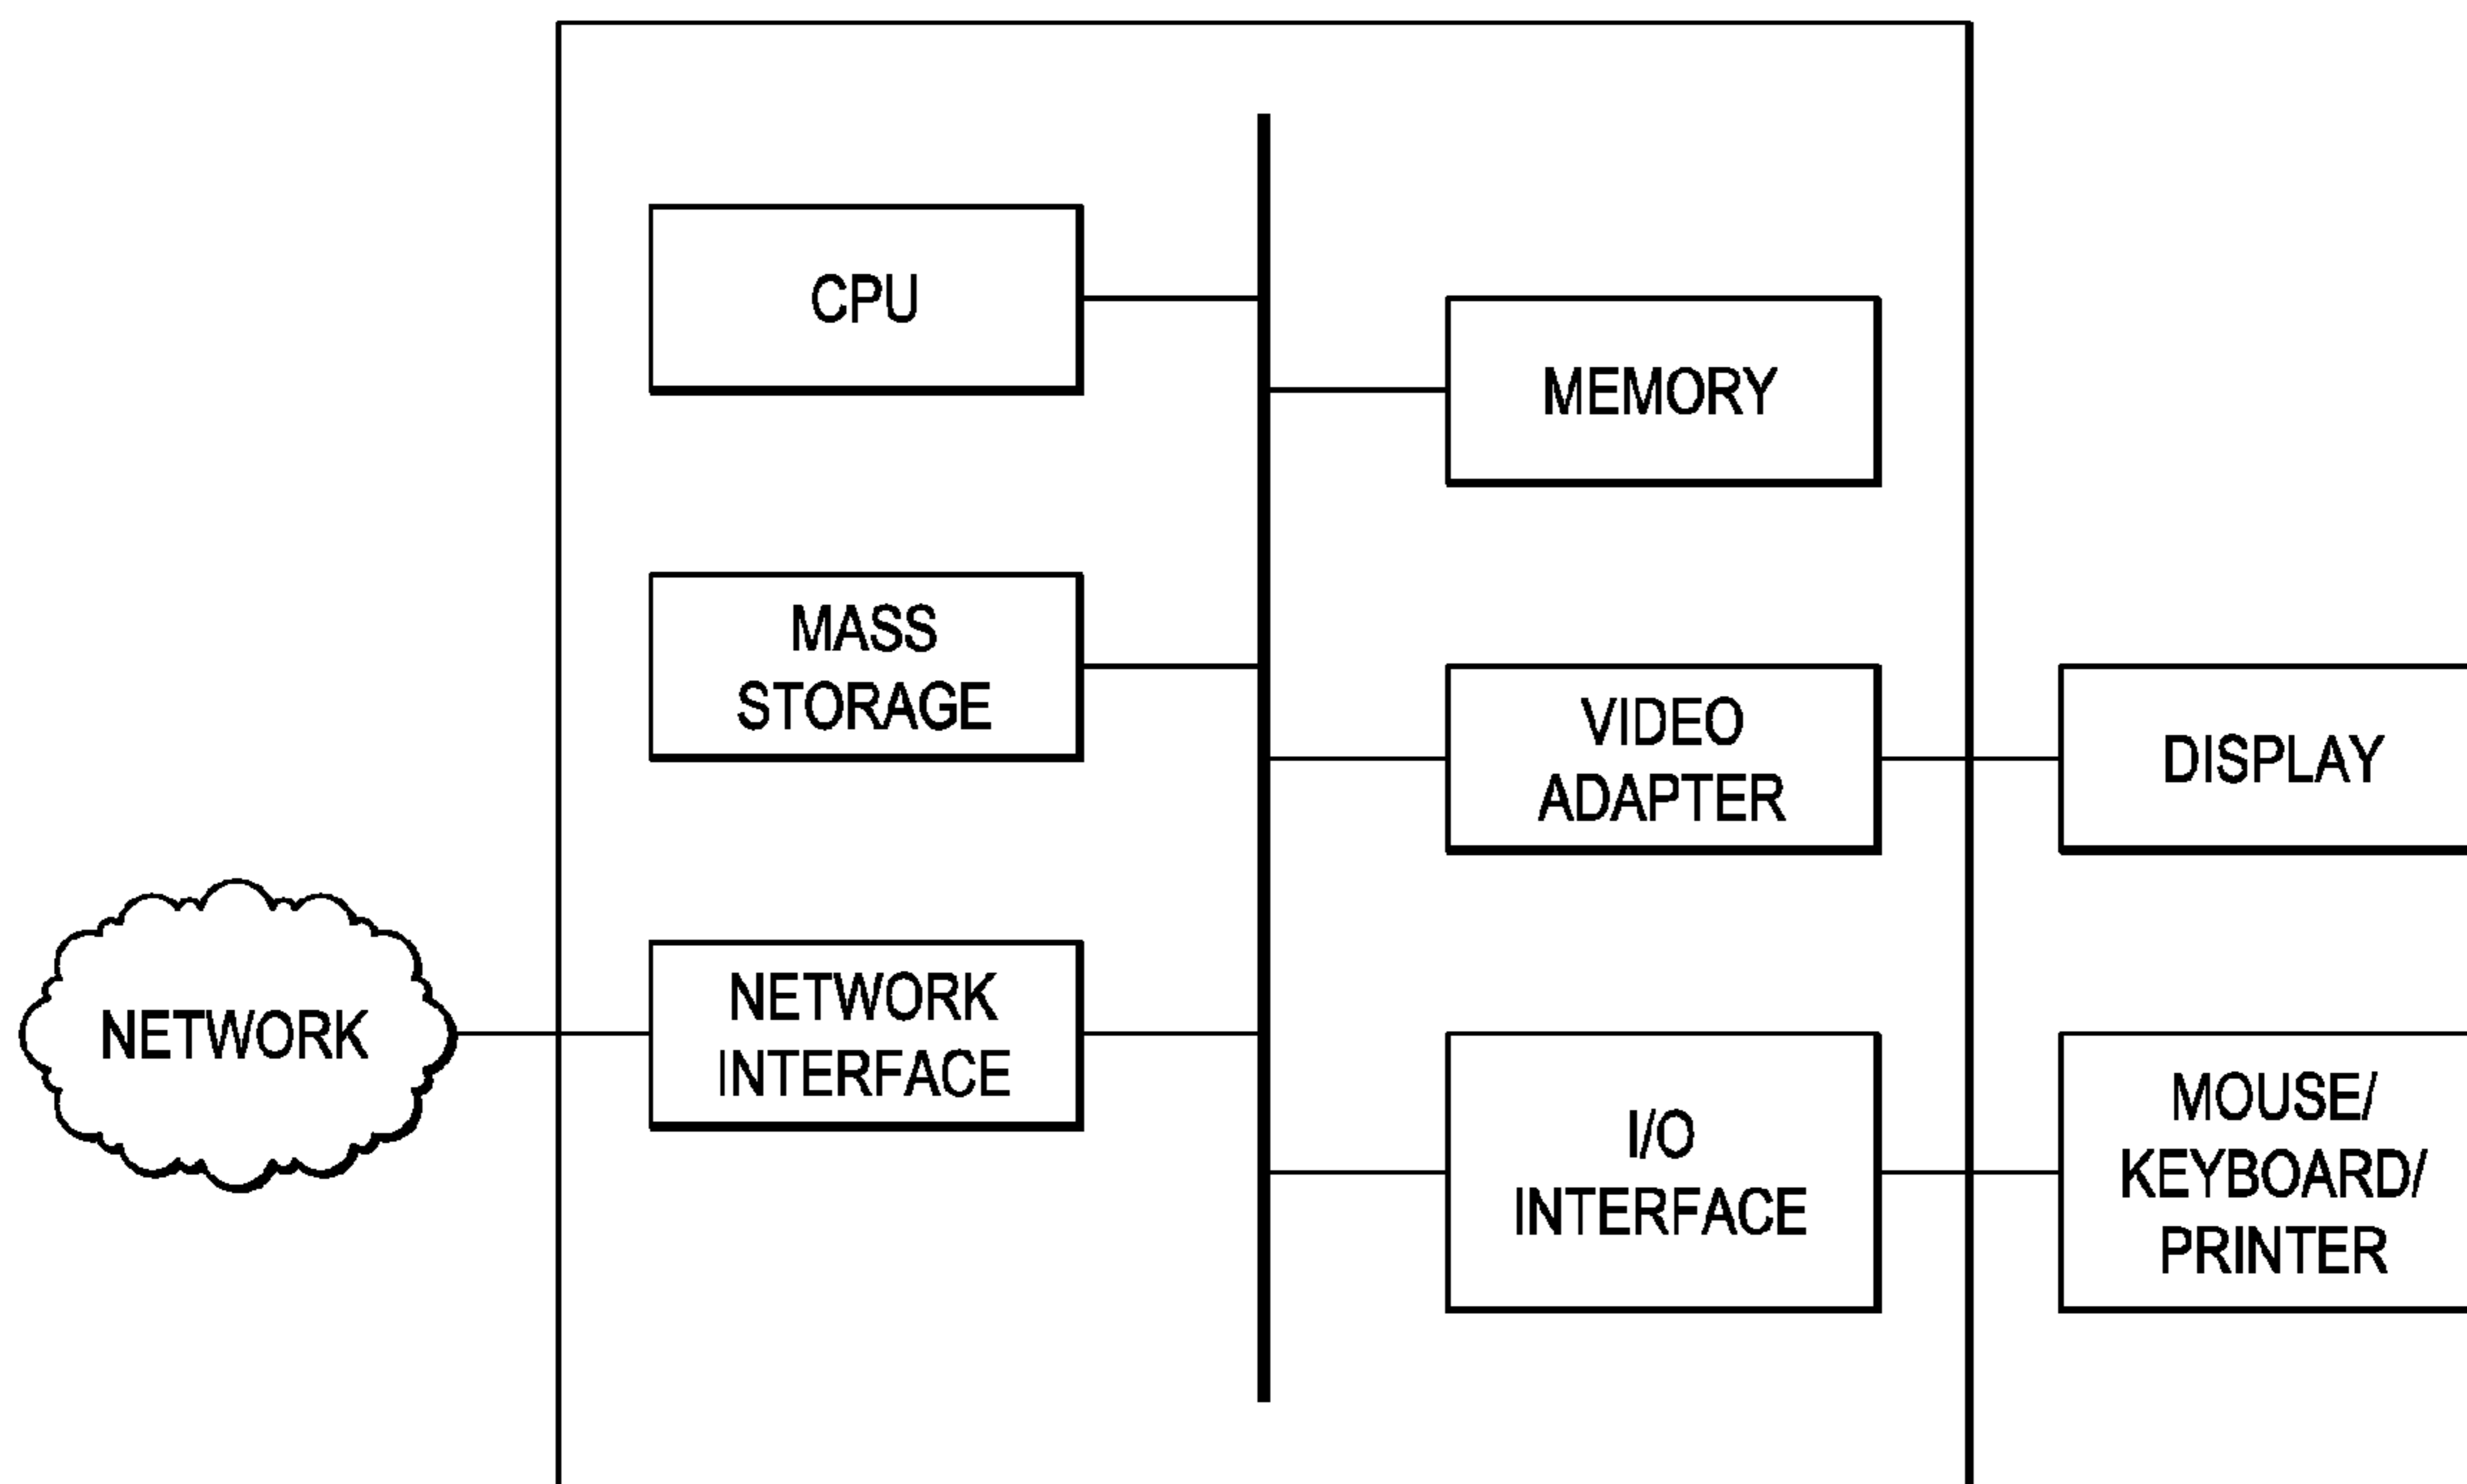 CPU
MEMORY
MASS
STORAGE
VIDEO
ADAPTER
DISPLAY
NETWORK
NETWORK
INTERFACE
I/O
INTERFACE
MOUSE/
KEYBOARD/
PRINTER